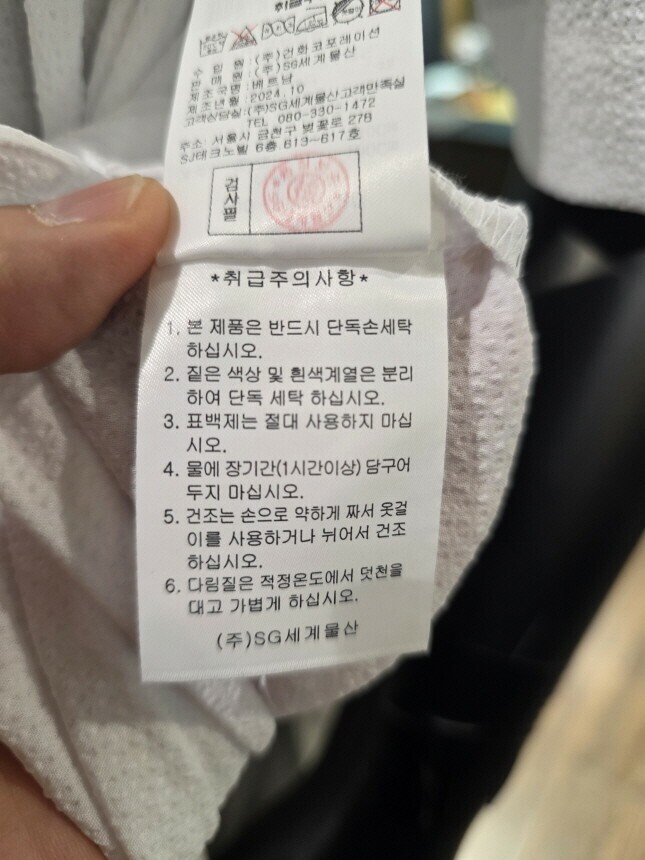 수 입 원 : (주)건화코포레이션
판 매 원 : (주)SG세계물산
제조국명 : 베트남
제조년월 : 2024.10
고객상담실 : (주)SG세계물산고객만족실
TEL 080-330-1472
주소: 서울시 금천구 벚꽃로 278
SJ테크노빌 6층 613~617호
검사필
*취급주의사항*
1. 본 제품은 반드시 단독손세탁
하십시오.
2. 짙은 색상 및 흰색계열은 분리
하여 단독 세탁 하십시오.
3. 표백제는 절대 사용하지 마십
시오.
4. 물에 장기간(1시간이상) 담구어
두지 마십시오.
5. 건조는 손으로 약하게 짜서 옷걸
이를 사용하거나 뉘어서 건조
하십시오.
6. 다림질은 적정온도에서 덧천을
대고 가볍게 하십시오.
(주)SG세계물산